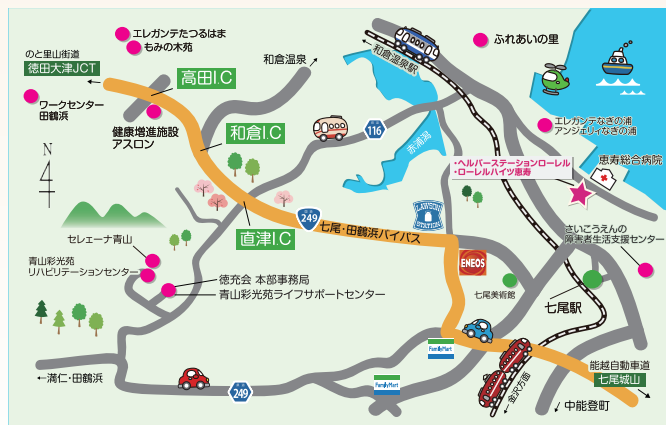 エレガンテたつるはま
もみの木苑
ふれあいの里
のと里山街道
徳田大津JCT
高田I.C
和倉温泉
和倉温泉駅
ワークセンター
田鶴浜
健康増進施設
アスロン
和倉I.C
116
赤浦潟
エレガンテなぎの浦
アンジェリィなぎの浦
恵寿総合病院
・ヘルパーステーションローレル
・ローレルハイツ恵寿
N
直津I.C
249
七尾・田鶴浜バイパス
LAWSON
STATION
さいこうえんの
障害者生活支援センター
セレェーナ青山
青山彩光苑
リハビリテーションセンター
ENEOS
徳充会 本部事務局
青山彩光苑ライフサポートセンター
七尾美術館
七尾駅
FamilyMart
能越自動車道
七尾城山
←満仁・田鶴浜
249
FamilyMart
←金沢方面
中能登町